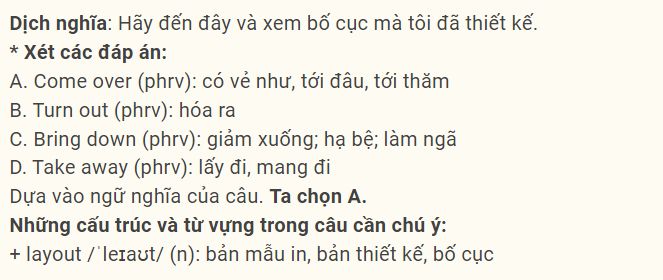 Dịch nghĩa: Hãy đến đây và xem bố cục mà tôi đã thiết kế.
* Xét các đáp án:
A. Come over (phrv): có vẻ như, tới đâu, tới thăm
B. Turn out (phrv): hóa ra
C. Bring down (phrv): giảm xuống; hạ bệ; làm ngã
D. Take away (phrv): lấy đi, mang đi
Dựa vào ngữ nghĩa của câu. Ta chọn A.
Những cấu trúc và từ vựng trong câu cần chú ý:
+ layout /ˈleɪaʊt/ (n): bản mẫu in, bản thiết kế, bố cục